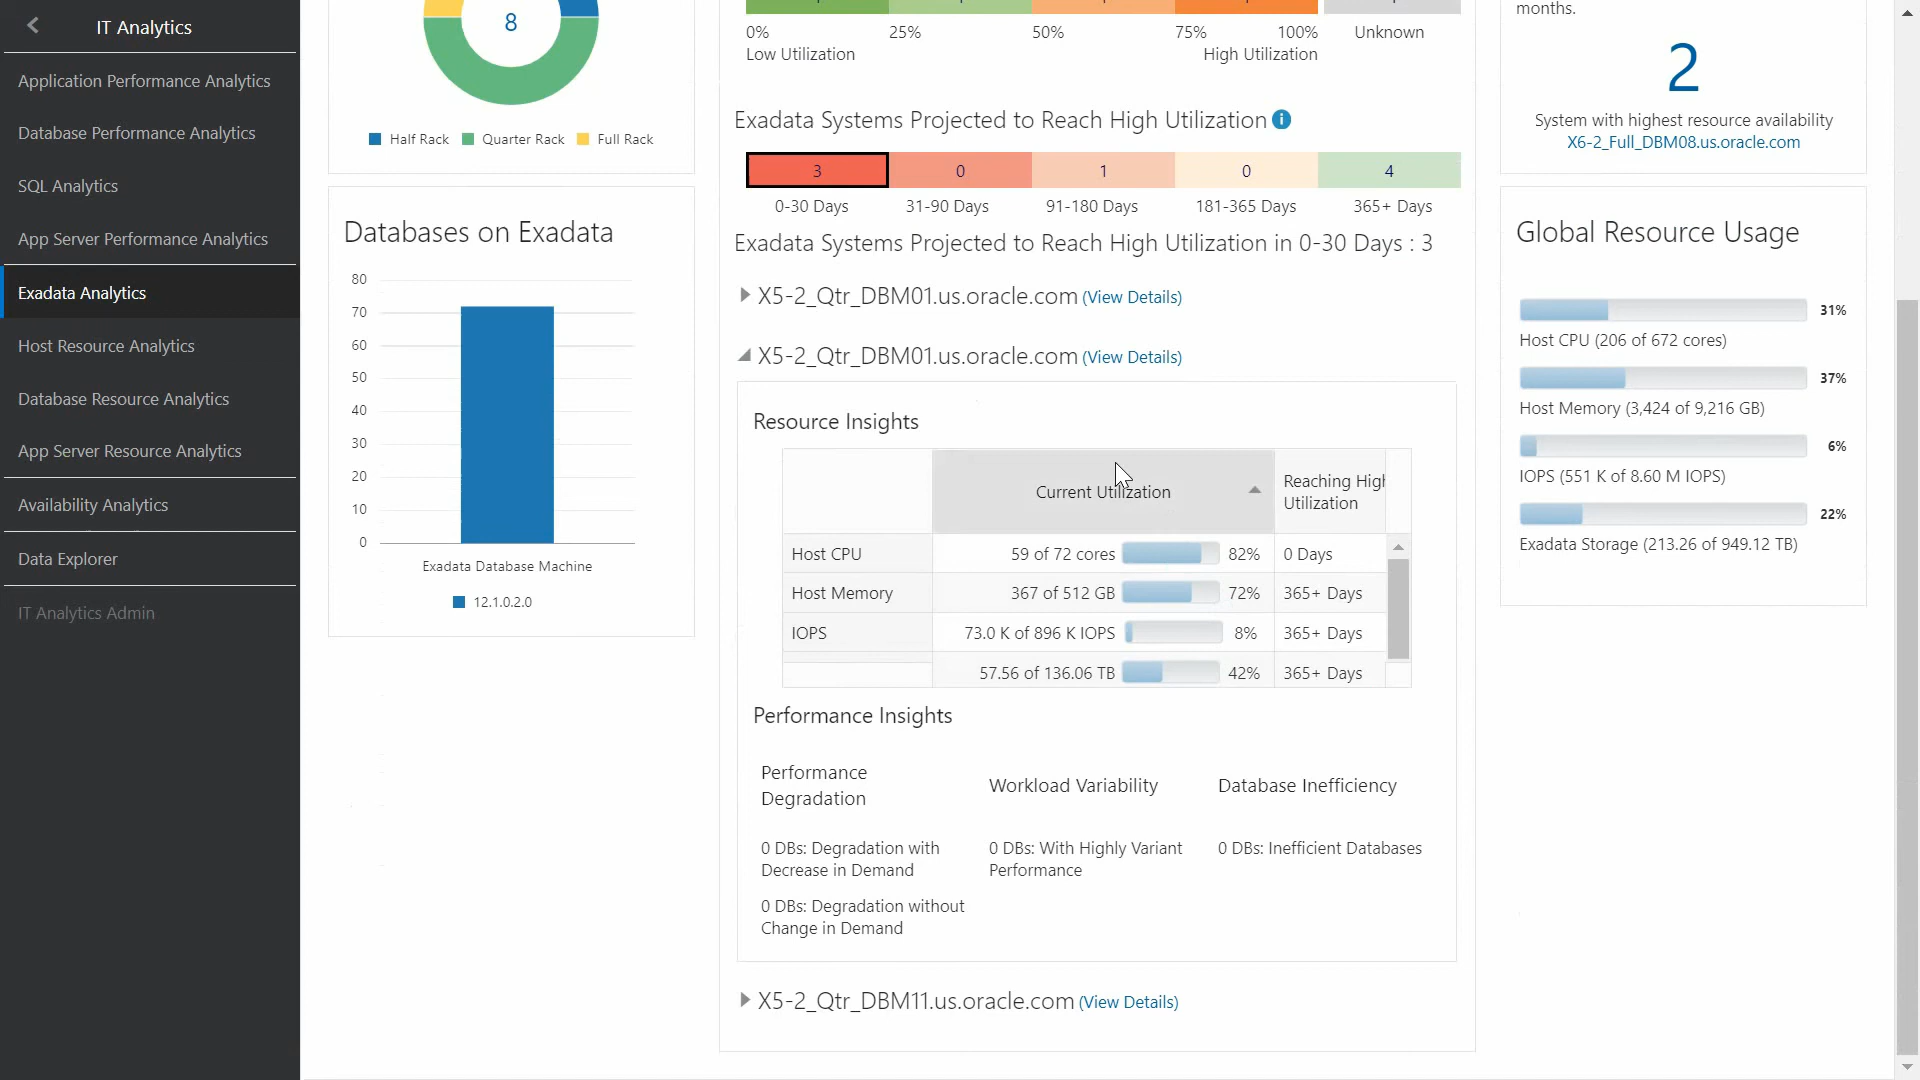 IT Analytics
Application Performance Analytics
Database Performance Analytics
SQL Analytics
App Server Performance Analytics
Exadata Analytics
Host Resource Analytics
Database Resource Analytics
App Server Resource Analytics
Availability Analytics
Data Explorer
IT Analytics Admin
8
Half Rack Quarter Rack Full Rack
Databases on Exadata
80
70
60
50
40
30
20
10
0
Exadata Database Machine
12.1.0.2.0
0% 25% 50% 75% 100% Unknown
Low Utilization High Utilization
Exadata Systems Projected to Reach High Utilization
3 0 1 0 4
0-30 Days 31-90 Days 91-180 Days 181-365 Days 365+ Days
Exadata Systems Projected to Reach High Utilization in 0-30 Days : 3
X5-2_Qtr_DBM01.us.oracle.com (View Details)
X5-2_Qtr_DBM01.us.oracle.com (View Details)
Resource Insights
Current Utilization
Reaching High
Utilization
Host CPU 59 of 72 cores 82% 0 Days
Host Memory 367 of 512 GB 72% 365+ Days
IOPS 73.0 K of 896 K IOPS 8% 365+ Days
57.56 of 136.06 TB 42% 365+ Days
Performance Insights
Performance
Degradation
Workload Variability
Database Inefficiency
0 DBs: Degradation with
Decrease in Demand
0 DBs: With Highly Variant
Performance
0 DBs: Inefficient Databases
0 DBs: Degradation without
Change in Demand
X5-2_Qtr_DBM11.us.oracle.com (View Details)
months.
2
System with highest resource availability
X6-2_Full_DBM08.us.oracle.com
Global Resource Usage
31%
Host CPU (206 of 672 cores)
37%
Host Memory (3,424 of 9,216 GB)
6%
IOPS (551 K of 8.60 M IOPS)
22%
Exadata Storage (213.26 of 949.12 TB)